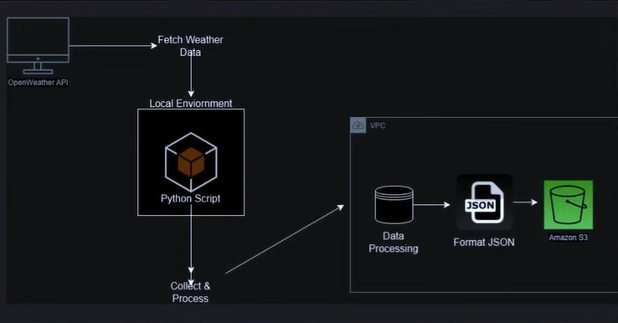 OpenWeather API
Fetch Weather
Data
Local Enviornment
Python Script
Collect &
Process
VPC
Data
Processing
JSON
Format JSON
Amazon S3